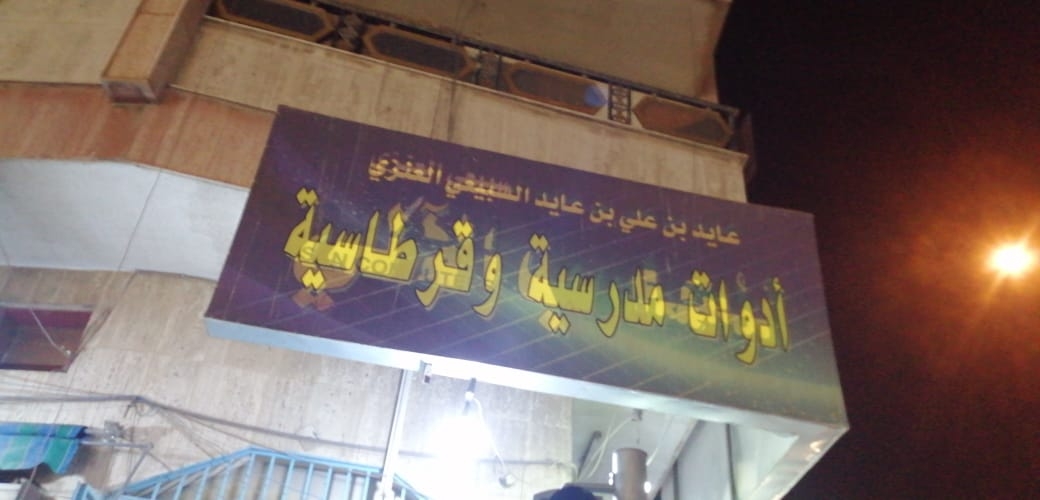 عايد بن علي بن عايد السبيعي العنزي
أدوات مدرسية وقرطاسية